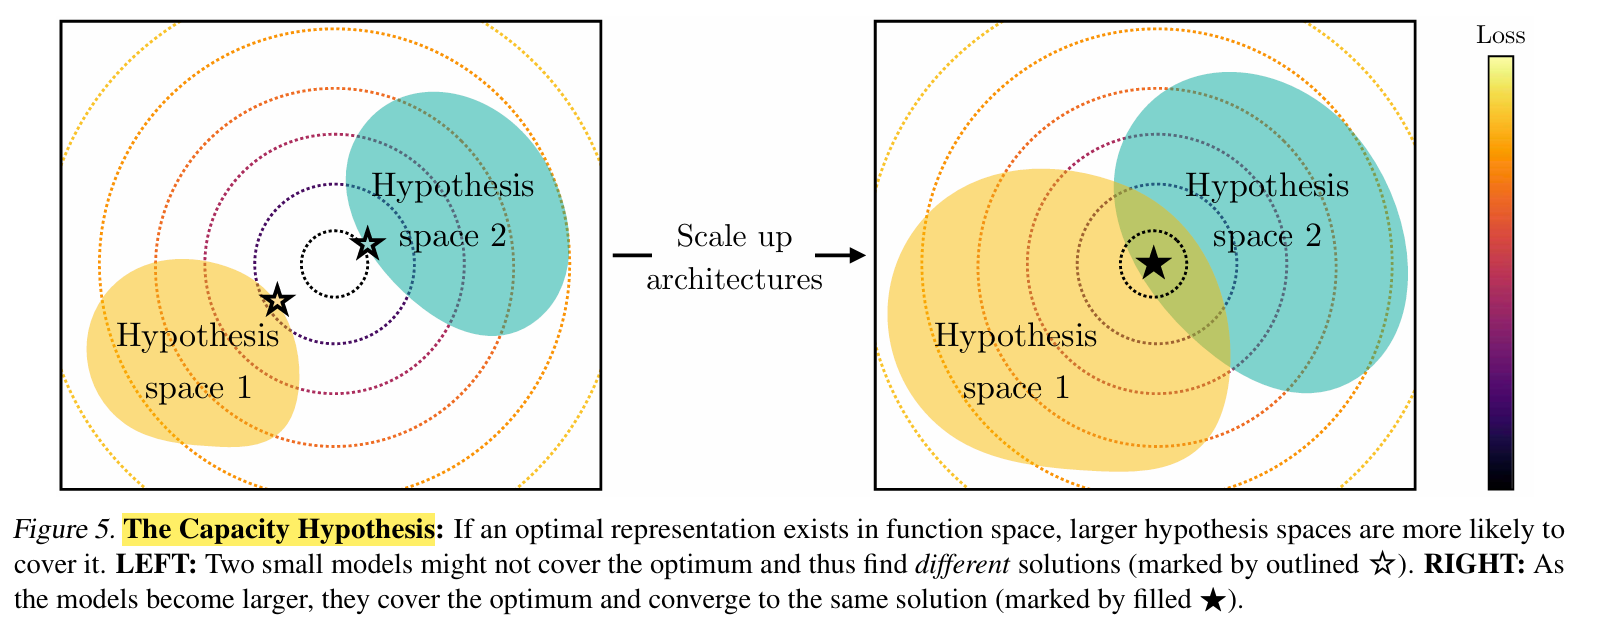 Hypothesis
space 2
Hypothesis
space 1
Scale up
architectures
Hypothesis
space 2
Hypothesis
space 1
Loss
Figure 5. The Capacity Hypothesis: If an optimal representation exists in function space, larger hypothesis spaces are more likely to
cover it. LEFT: Two small models might not cover the optimum and thus find different solutions (marked by outlined ☆). RIGHT: As
the models become larger, they cover the optimum and converge to the same solution (marked by filled ★).